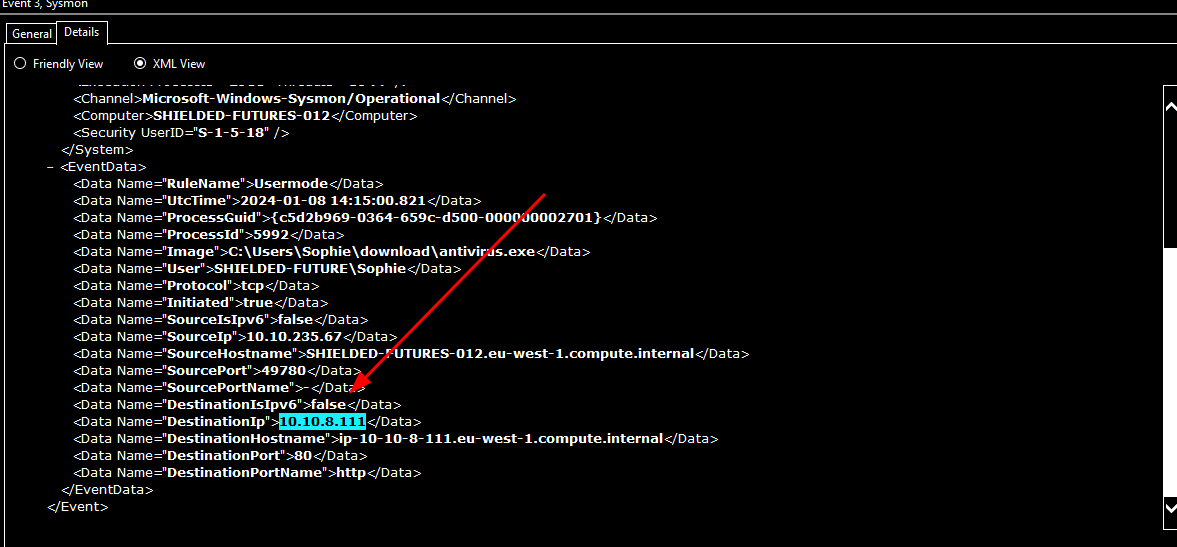 Event 3, Sysmon
General
Details
Friendly View
XML View
<Channel>Microsoft-Windows-Sysmon/Operational</Channel>
<Computer>SHIELDED-FUTURES-012</Computer>
<Security UserID="S-1-5-18" />
</System>
– <EventData>
<Data Name="RuleName">Usermode</Data>
<Data Name="UtcTime">2024-01-08 14:15:00.821</Data>
<Data Name="ProcessGuid">{c5d2b969-0364-659c-d500-000000002701}</Data>
<Data Name="ProcessId">5992</Data>
<Data Name="Image">C:\Users\Sophie\download\antivirus.exe</Data>
<Data Name="User">SHIELDED-FUTURE\Sophie</Data>
<Data Name="Protocol">tcp</Data>
<Data Name="Initiated">true</Data>
<Data Name="SourceIsIpv6">false</Data>
<Data Name="SourceIp">10.10.235.67</Data>
<Data Name="SourceHostname">SHIELDED-FUTURES-012.eu-west-1.compute.internal</Data>
<Data Name="SourcePort">49780</Data>
<Data Name="SourcePortName">-</Data>
<Data Name="DestinationIsIpv6">false</Data>
<Data Name="DestinationIp">10.10.8.111</Data>
<Data Name="DestinationHostname">ip-10-10-8-111.eu-west-1.compute.internal</Data>
<Data Name="DestinationPort">80</Data>
<Data Name="DestinationPortName">http</Data>
</EventData>
</Event>